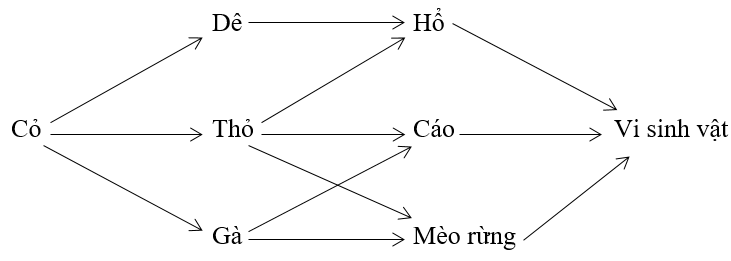 Dê Hổ
Cỏ Thỏ Cáo Vi sinh vật
Gà Mèo rừng